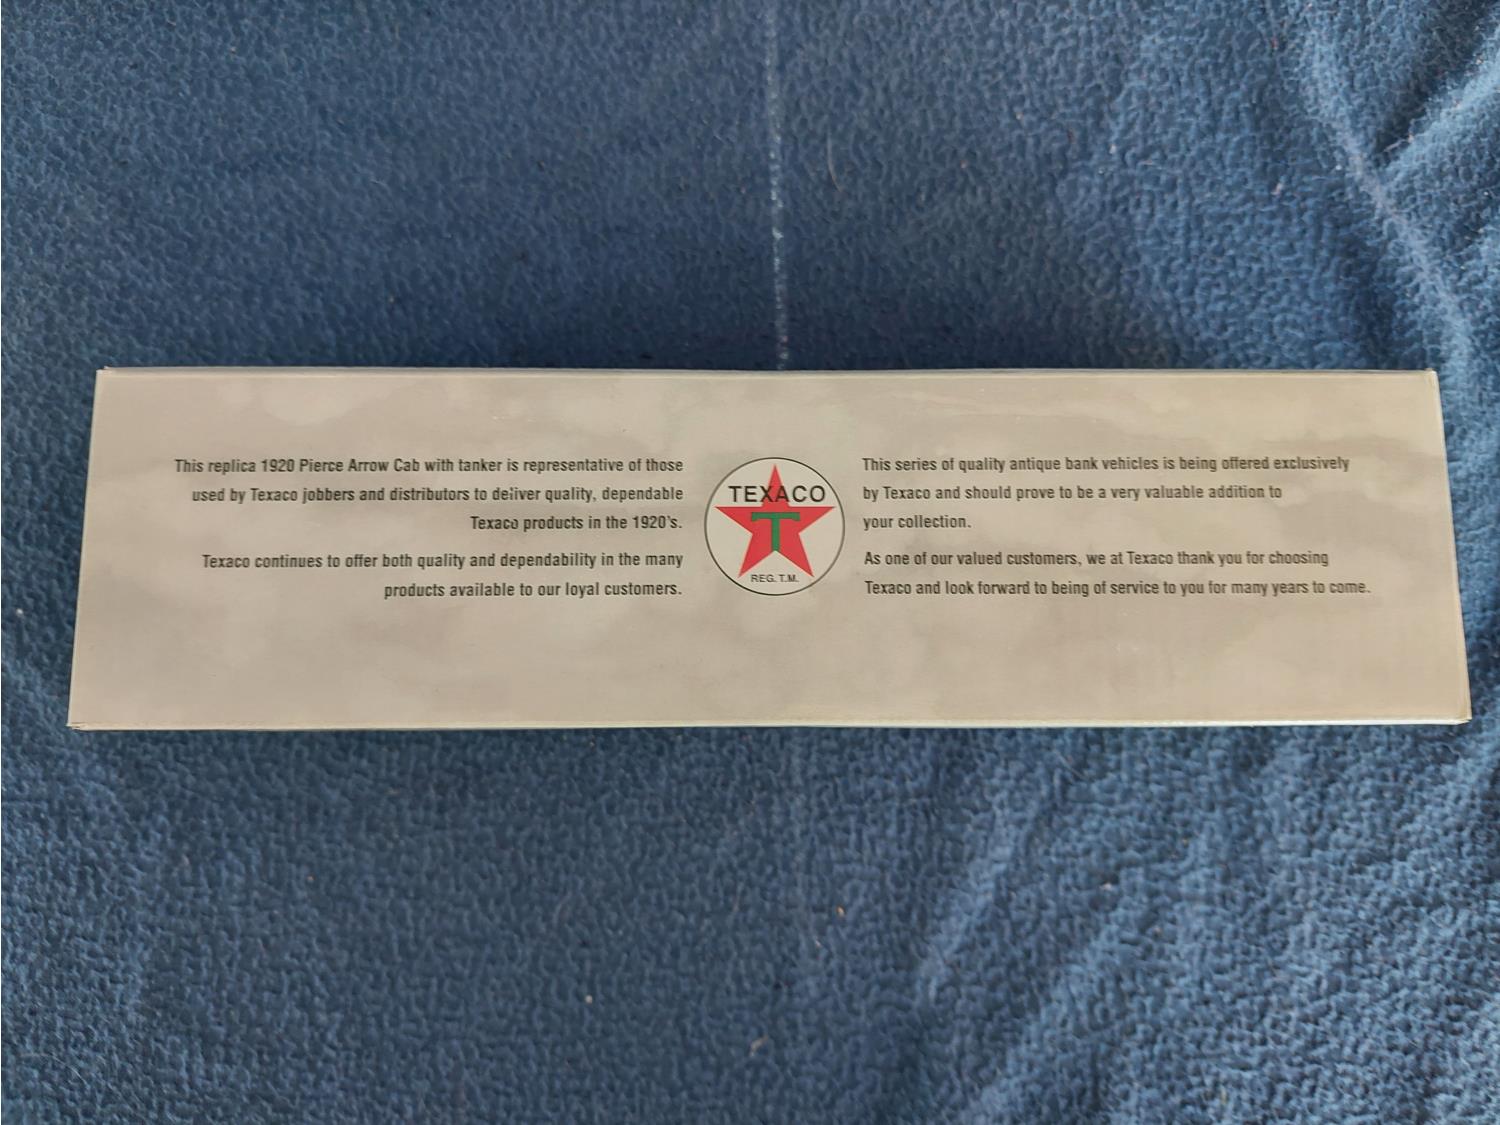 This replica 1920 Pierce Arrow Cab with tanker is representative of those
used by Texaco jobbers and distributors to deliver quality, dependable
Texaco products in the 1920's.
Texaco continues to offer both quality and dependability in the many
products available to our loyal customers.
TEXACO
T
REG. T.M.
This series of quality antique bank vehicles is being offered exclusively
by Texaco and should prove to be a very valuable addition to
your collection.
As one of our valued customers, we at Texaco thank you for choosing
Texaco and look forward to being of service to you for many years to come.